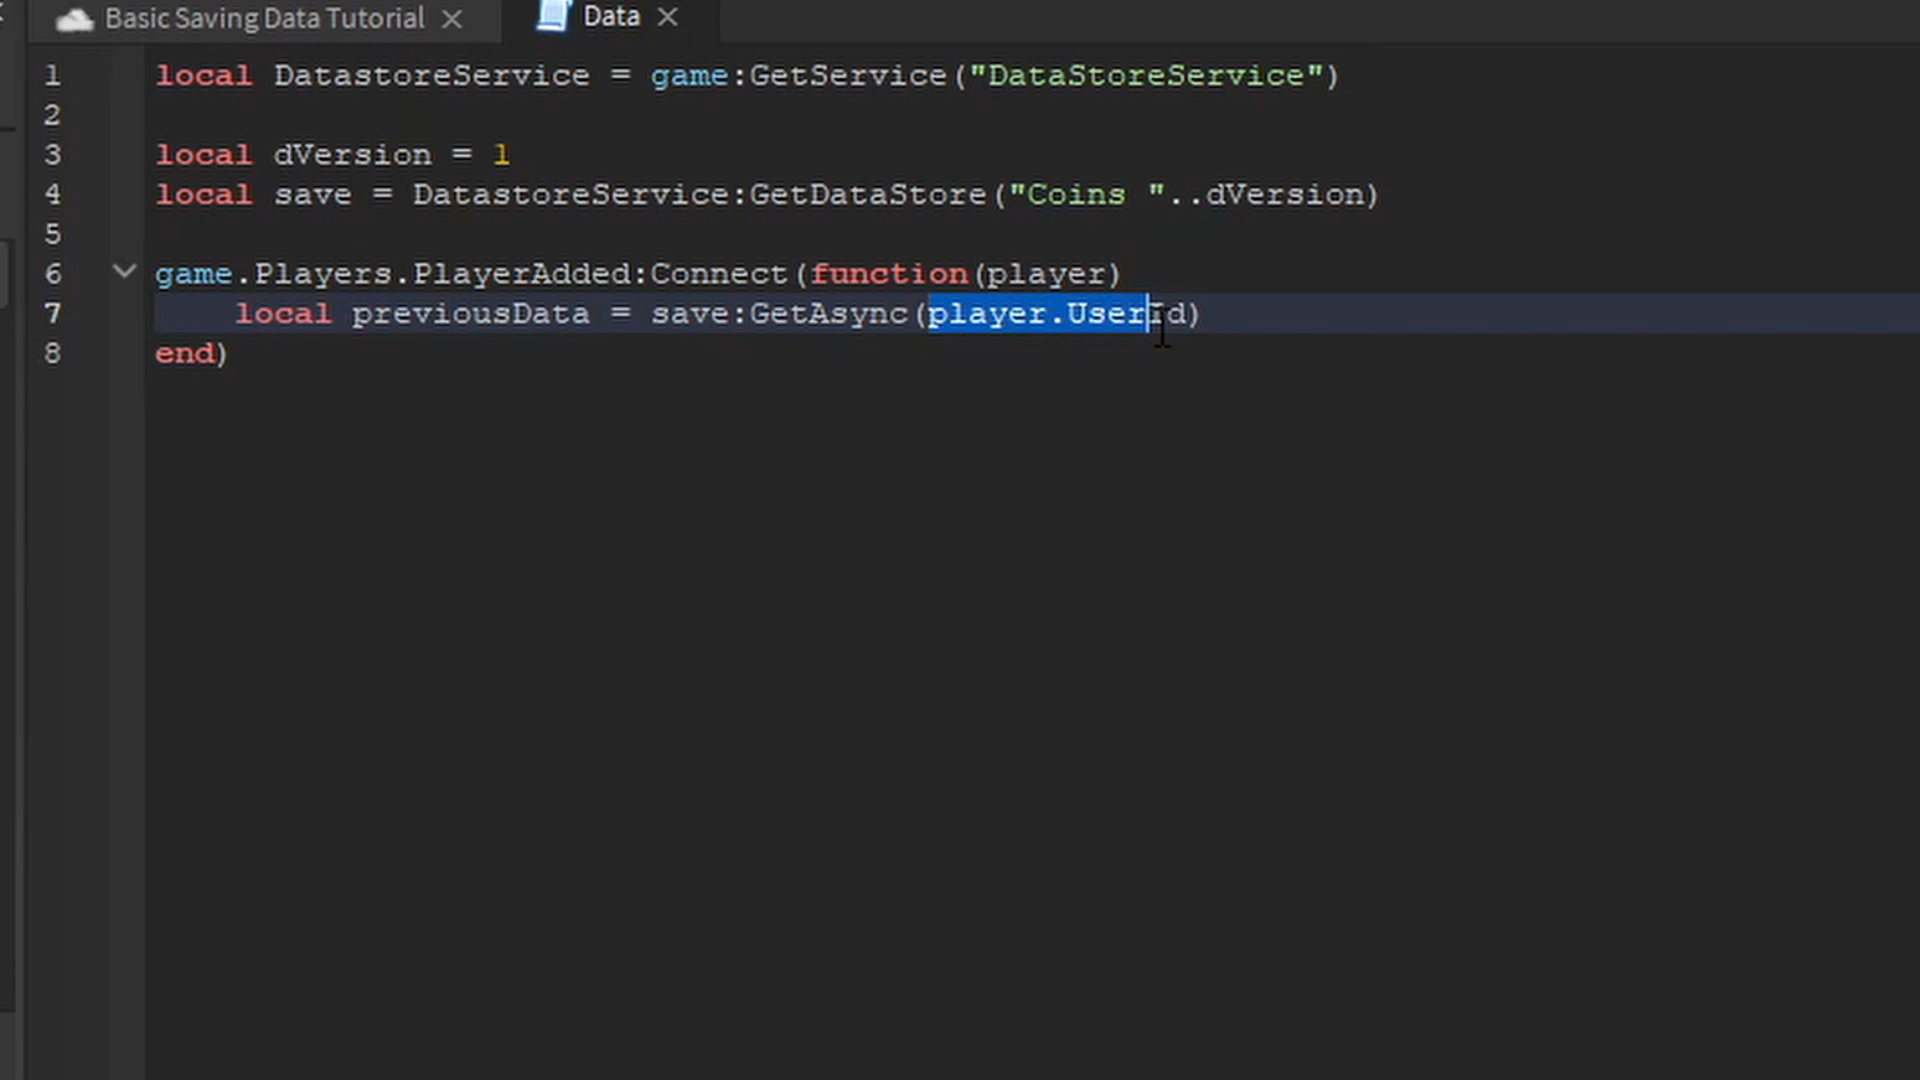 Basic Saving Data Tutorial Data
1 local DatastoreService = game:GetService("DataStoreService")
2
3 local dVersion = 1
4 local save = DatastoreService:GetDataStore("Coins "..dVersion)
5
6 game.Players.PlayerAdded:Connect(function(player)
7 local previousData = save:GetAsync(player.UserId)
8 end)